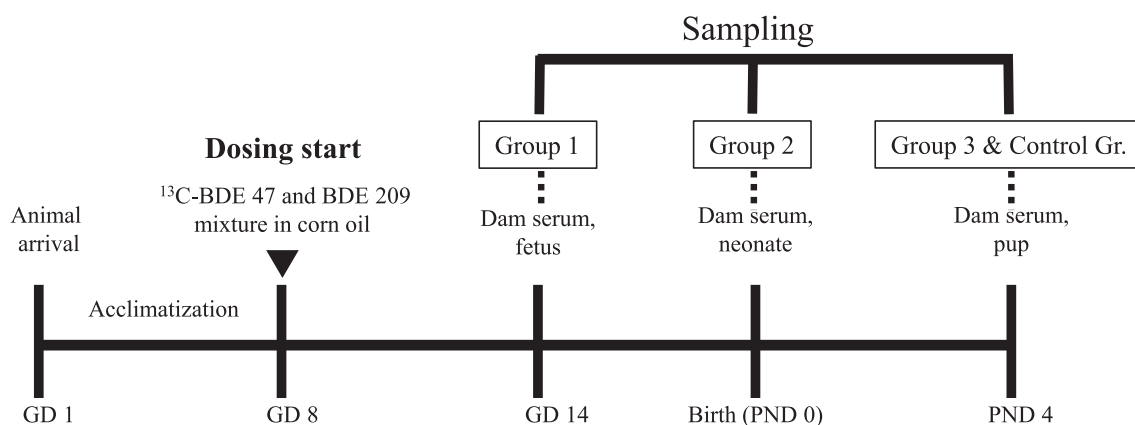 Sampling
Group 1
Group 2
Group 3 & Control Gr.
Dosing start
¹³C-BDE 47 and BDE 209
mixture in corn oil
Animal
arrival
Dam serum,
fetus
Dam serum,
neonate
Dam serum,
pup
Acclimatization
GD 1
GD 8
GD 14
Birth (PND 0)
PND 4